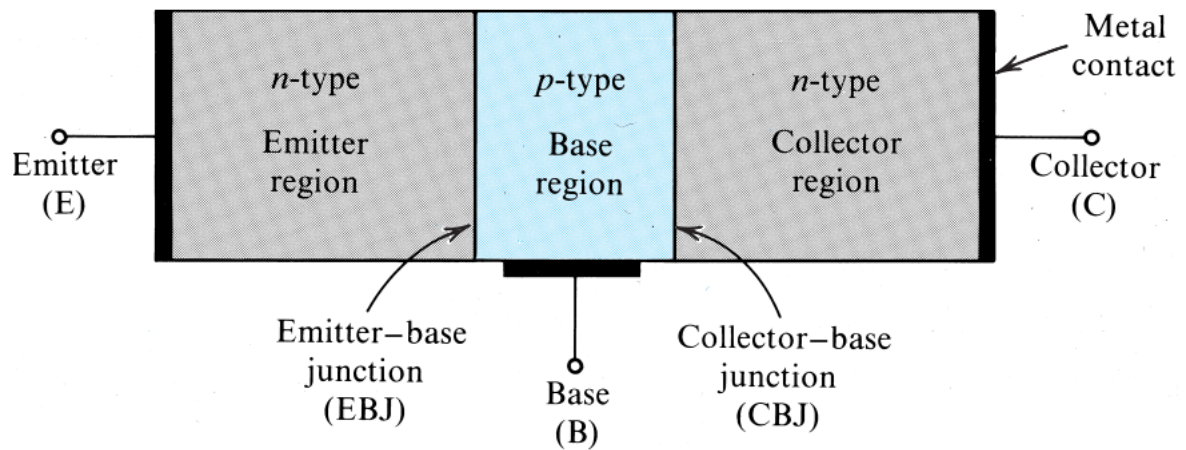 n-type
Emitter
region
p-type
Base
region
n-type
Collector
region
Metal
contact
Emitter
(E)
Collector
(C)
Emitter–base
junction
(EBJ)
Base
(B)
Collector–base
junction
(CBJ)